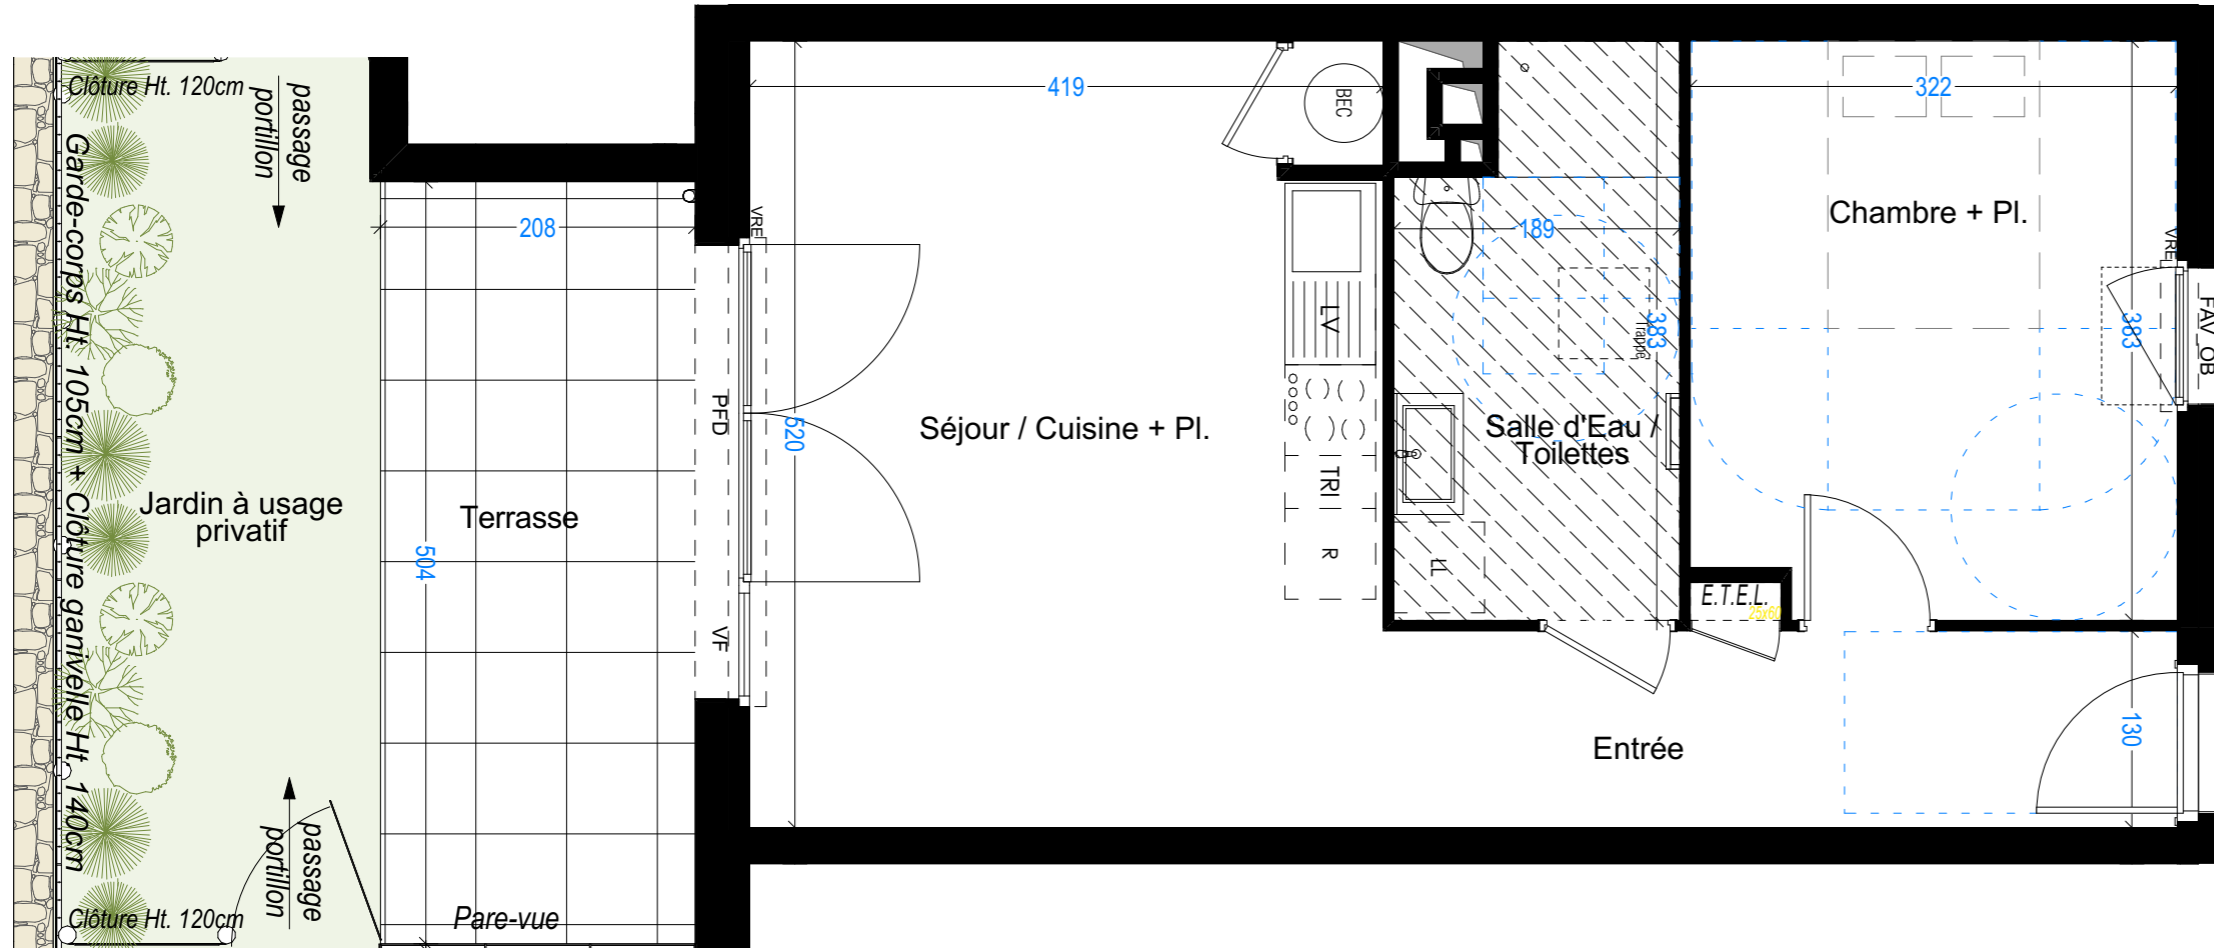 Clôture Ht. 120cm
passage
portillon
Garde-corps Ht. 105cm + Clôture ganivelle Ht. 140cm
Jardin à usage
privatif
passage
portillon
Clôture Ht. 120cm
208
504
Terrasse
Pare-vue
VRE
PFD
VF
419
520
Séjour / Cuisine + Pl.
BEC
LV
TRI
R
189
383
Trappe
Salle d'Eau /
Toilettes
LL
322
Chambre + Pl.
VRE
383
FAV_OB
E.T.E.L.
25x60
Entrée
130